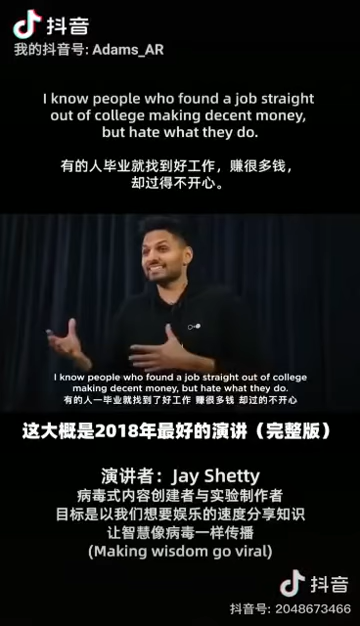 抖音
我的抖音号: Adams_AR
I know people who found a job straight
out of college making decent money,
but hate what they do.
有的人毕业就找到好工作，赚很多钱，
却过得不开心。
I know people who found a job straight out of college
making decent money, but hate what they do.
有的人一毕业就找到了好工作 赚很多钱 却过的不开心
这大概是2018年最好的演讲（完整版）
演讲者：Jay Shetty
病毒式内容创建者与实验制作者
目标是以我们想要娱乐的速度分享知识
让智慧像病毒一样传播
(Making wisdom go viral)
抖音
抖音号: 2048673466